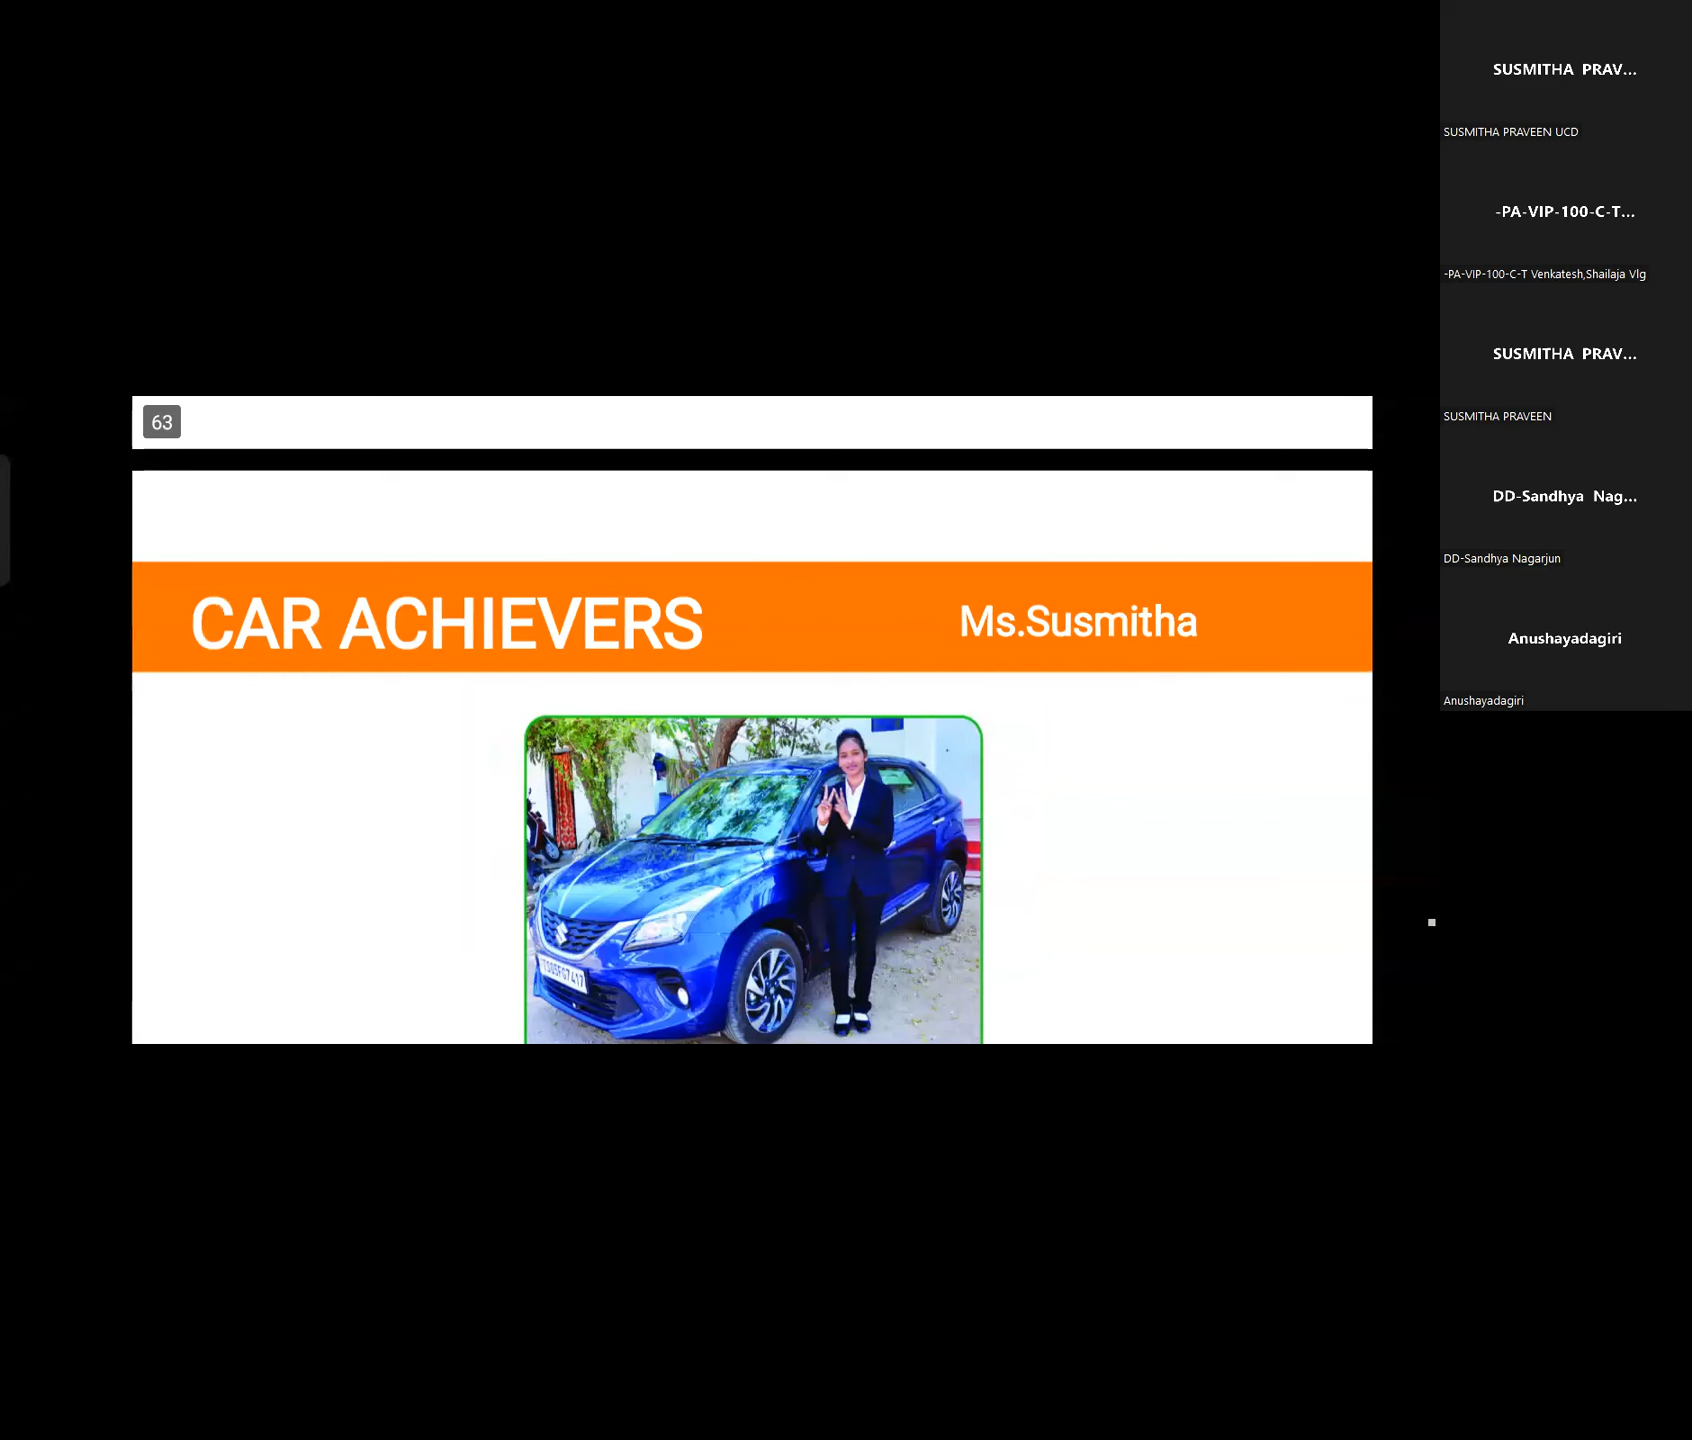 SUSMITHA PRAV...
SUSMITHA PRAVEEN UCD
-PA-VIP-100-C-T...
-PA-VIP-100-C-T Venkatesh,Shailaja Vlg
SUSMITHA PRAV...
SUSMITHA PRAVEEN
DD-Sandhya Nag...
DD-Sandhya Nagarjun
Anushayadagiri
Anushayadagiri
63
CAR ACHIEVERS
Ms.Susmitha